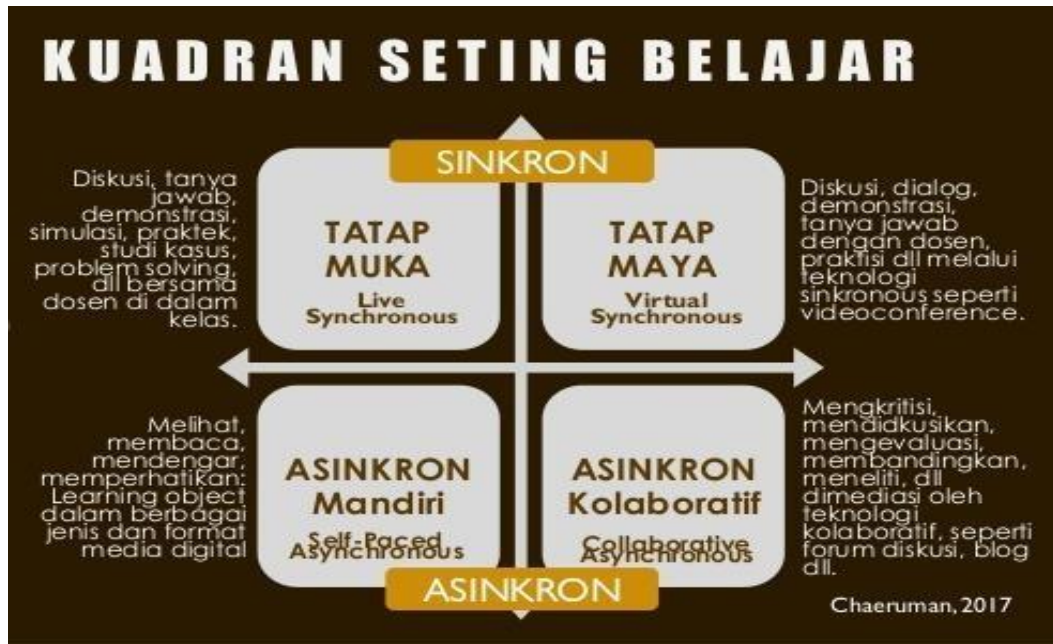 KUADRAN SETING BELAJAR
SINKRON
Diskusi, tanya
jawab,
demonstrasi,
simulasi, praktek,
studi kasus,
problem solving,
dll bersama
dosen di dalam
kelas.
TATAP
MUKA
Live
Synchronous
TATAP
MAYA
Virtual
Synchronous
Diskusi, dialog,
demonstrasi,
tanya jawab
dengan dosen,
praktisi dll melalui
teknologi
sinkronous seperti
videoconference.
Melihat,
membaca,
mendengar,
memperhatikan:
Learning object
dalam berbagai
jenis dan format
media digital
ASINKRON
Mandiri
Self-Paced
Asynchronous
ASINKRON
Kolaboratif
Collaborative
Asynchronous
Mengkritisi,
mendidkusikan,
mengevaluasi,
membandingkan,
meneliti, dll
dimediasi oleh
teknologi
kolaboratif, seperti
forum diskusi, blog
dll.
ASINKRON
Chaeruman, 2017